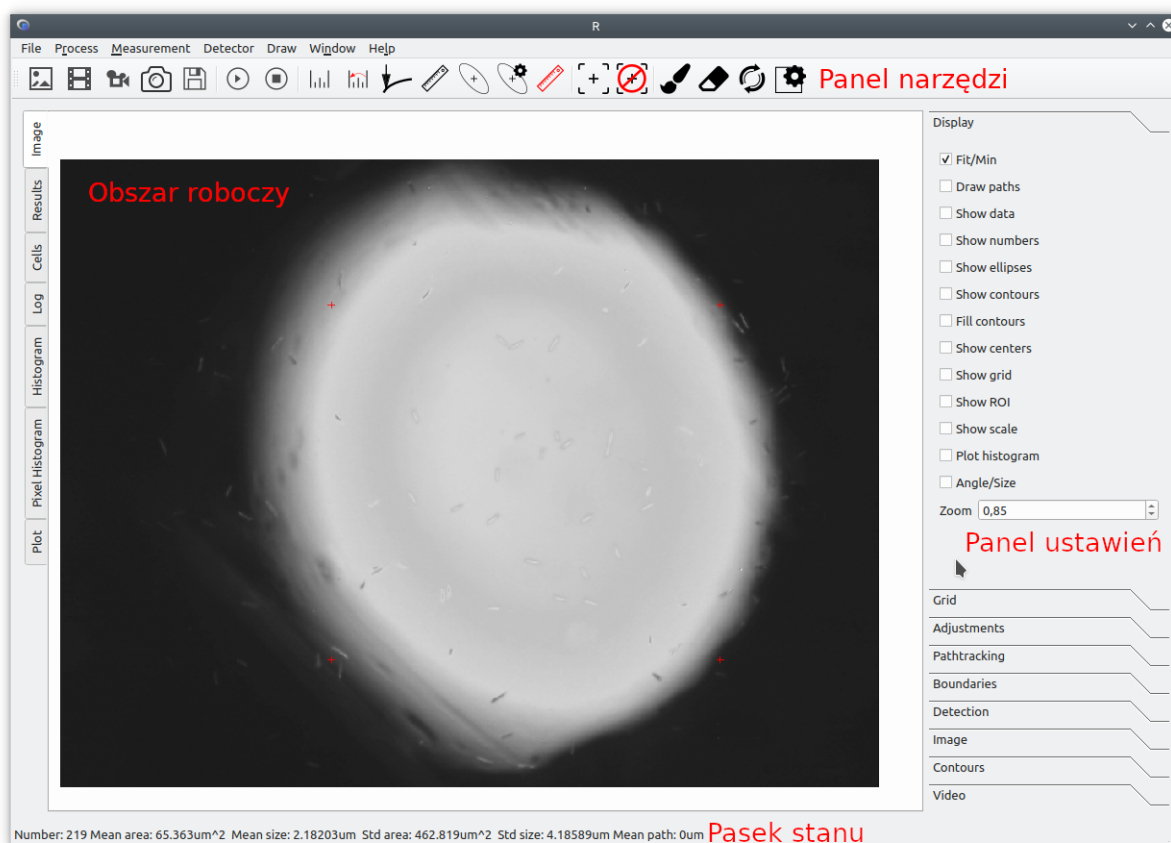 R
File Process Measurement Detector Draw Window Help
Panel narzędzi
Image
Results
Cells
Log
Histogram
Pixel Histogram
Plot
Obszar roboczy
Display
Fit/Min
Draw paths
Show data
Show numbers
Show ellipses
Show contours
Fill contours
Show centers
Show grid
Show ROI
Show scale
Plot histogram
Angle/Size
Zoom 0,85
Panel ustawień
Grid
Adjustments
Pathtracking
Boundaries
Detection
Image
Contours
Video
Number: 219 Mean area: 65.363um^2 Mean size: 2.18203um Std area: 462.819um^2 Std size: 4.18589um Mean path: 0um Pasek stanu